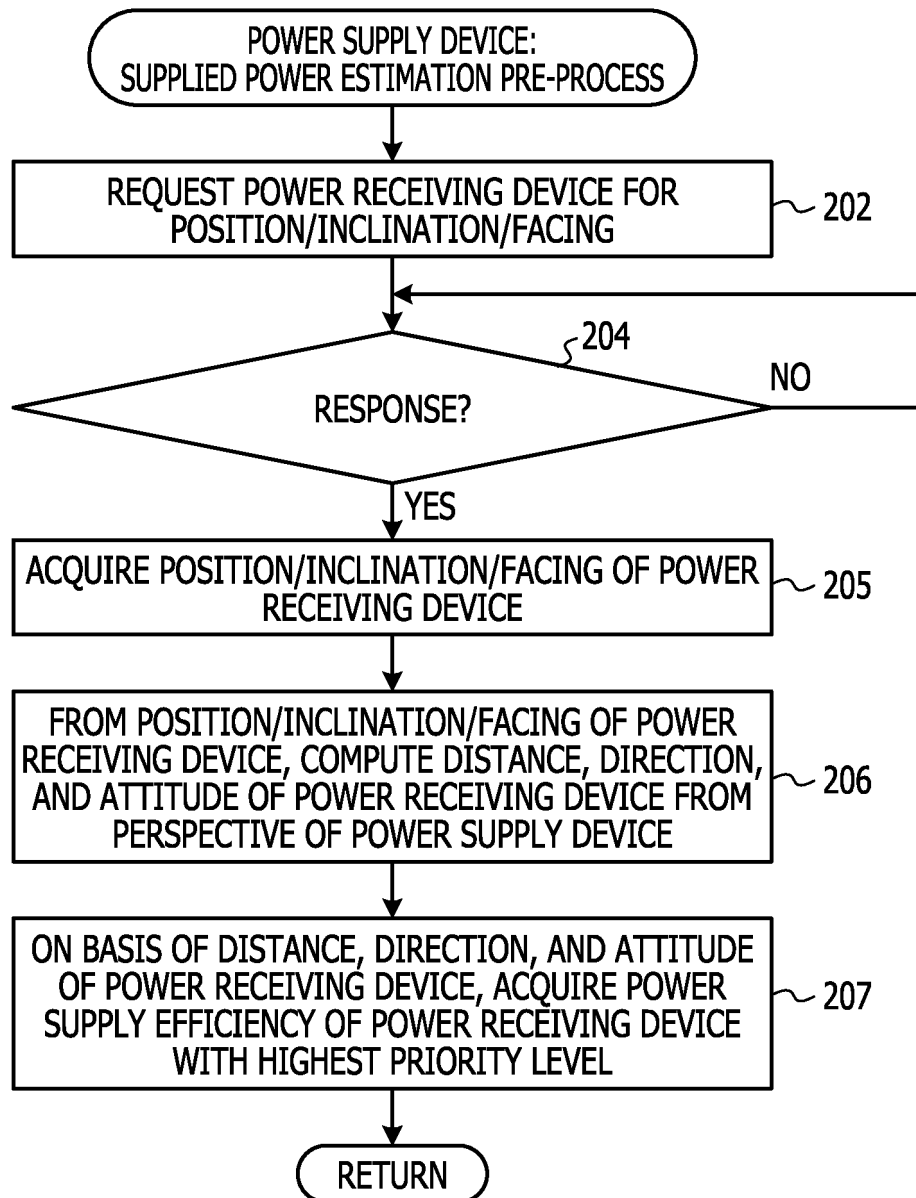 POWER SUPPLY DEVICE:
SUPPLIED POWER ESTIMATION PRE-PROCESS
REQUEST POWER RECEIVING DEVICE FOR
POSITION/INCLINATION/FACING
202
204
RESPONSE?
NO
YES
ACQUIRE POSITION/INCLINATION/FACING OF POWER
RECEIVING DEVICE
205
FROM POSITION/INCLINATION/FACING OF POWER
RECEIVING DEVICE, COMPUTE DISTANCE, DIRECTION,
AND ATTITUDE OF POWER RECEIVING DEVICE FROM
PERSPECTIVE OF POWER SUPPLY DEVICE
206
ON BASIS OF DISTANCE, DIRECTION, AND ATTITUDE
OF POWER RECEIVING DEVICE, ACQUIRE POWER
SUPPLY EFFICIENCY OF POWER RECEIVING DEVICE
WITH HIGHEST PRIORITY LEVEL
207
RETURN